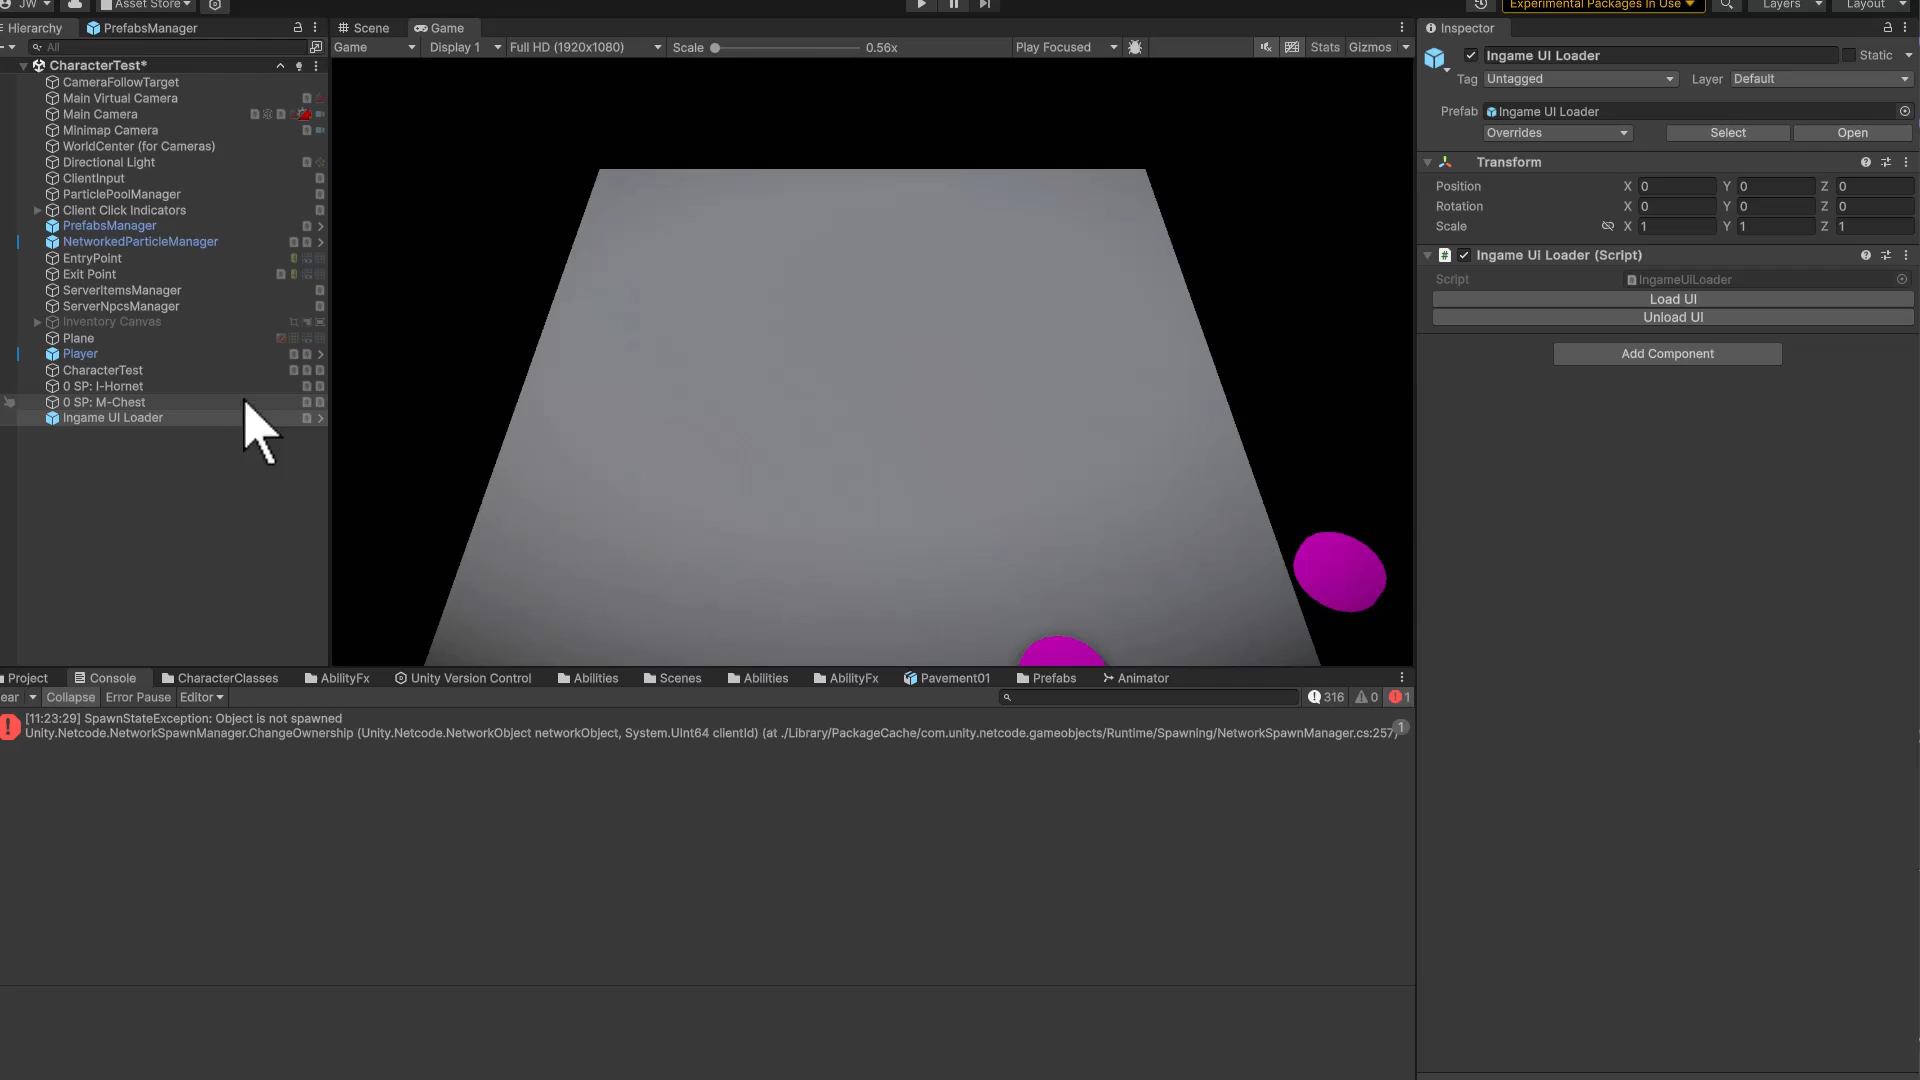 JW
Asset Store
Experimental Packages In Use
Layers
Layout
Hierarchy
PrefabsManager
Scene
Game
Inspector
All
Game
Display 1
Full HD (1920x1080)
Scale
0.56x
Play Focused
Stats
Gizmos
Ingame UI Loader
Static
Tag
Untagged
Layer
Default
Prefab
Ingame UI Loader
Overrides
Select
Open
Transform
Position
X 0
Y 0
Z 0
Rotation
X 0
Y 0
Z 0
Scale
X 1
Y 1
Z 1
Ingame Ui Loader (Script)
Script
IngameUiLoader
Load UI
Unload UI
Add Component
CharacterTest*
CameraFollowTarget
Main Virtual Camera
Main Camera
Minimap Camera
WorldCenter (for Cameras)
Directional Light
ClientInput
ParticlePoolManager
Client Click Indicators
PrefabsManager
NetworkedParticleManager
EntryPoint
Exit Point
ServerItemsManager
ServerNpcsManager
Inventory Canvas
Plane
Player
CharacterTest
0 SP: I-Hornet
0 SP: M-Chest
Ingame UI Loader
Project
Console
CharacterClasses
AbilityFx
Unity Version Control
Abilities
Scenes
Abilities
AbilityFx
Pavement01
Prefabs
Animator
ear
Collapse
Error Pause
Editor
316
0
1
[11:23:29] SpawnStateException: Object is not spawned
Unity.Netcode.NetworkSpawnManager.ChangeOwnership (Unity.Netcode.NetworkObject networkObject, System.UInt64 clientId) (at ./Library/PackageCache/com.unity.netcode.gameobjects/Runtime/Spawning/NetworkSpawnManager.cs:257)
1